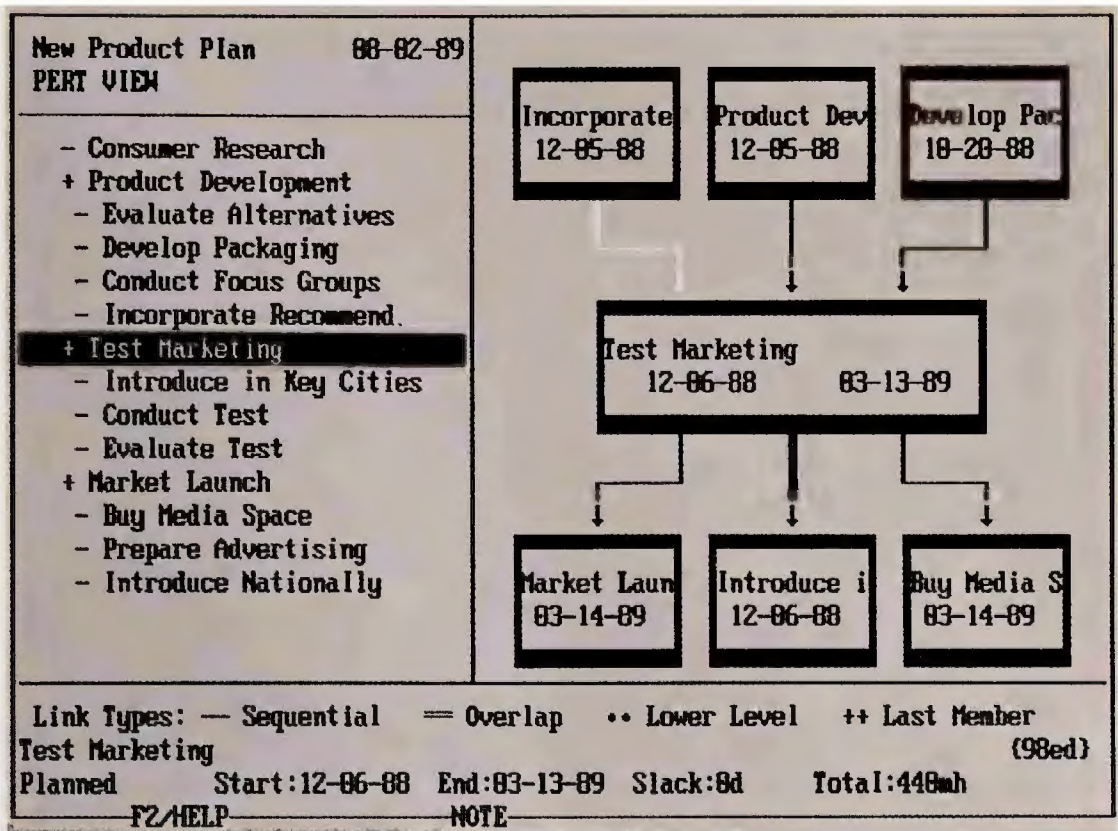 New Product Plan 08-02-89
PERT VIEW
- Consumer Research
+ Product Development
- Evaluate Alternatives
- Develop Packaging
- Conduct Focus Groups
- Incorporate Recommend.
+ Test Marketing
- Introduce in Key Cities
- Conduct Test
- Evaluate Test
+ Market Launch
- Buy Media Space
- Prepare Advertising
- Introduce Nationally
Incorporate
12-05-88
Product Dev
12-05-88
Develop Pac
10-20-88
Test Marketing
12-06-88 03-13-89
Market Laun
03-14-89
Introduce i
12-06-88
Buy Media S
03-14-89
Link Types: — Sequential == Overlap •• Lower Level ++ Last Member
Test Marketing {98ed}
Planned Start:12-06-88 End:03-13-89 Slack:0d Total:440mh
F2/HELP NOTE